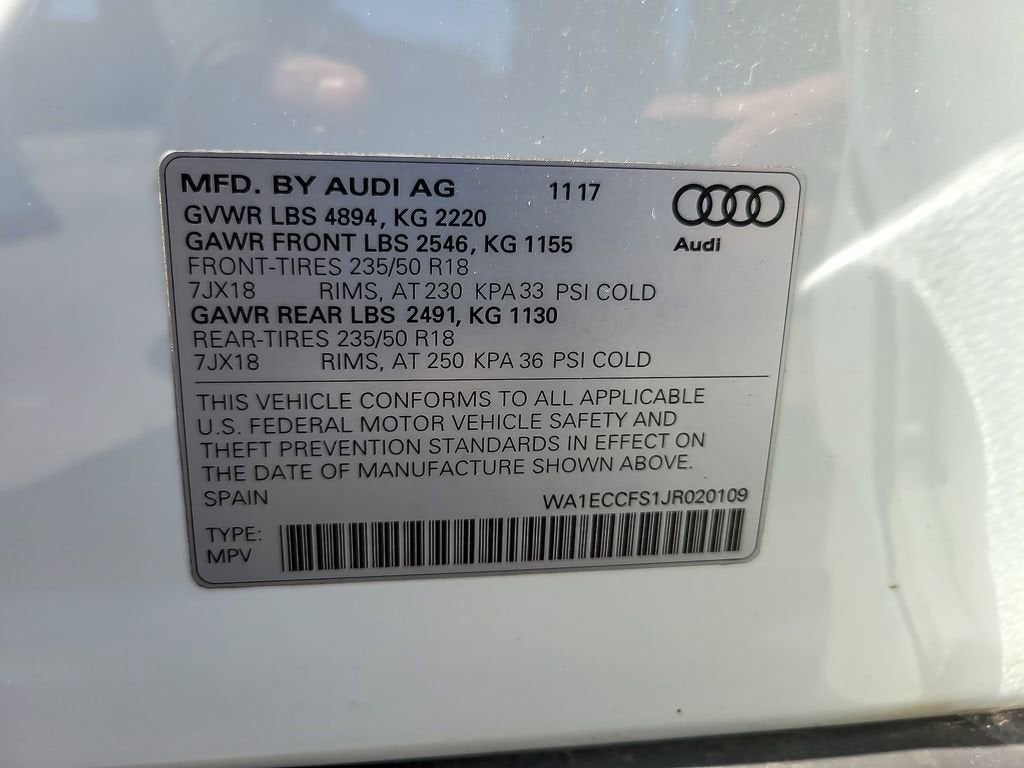 MFD. BY AUDI AG 11 17
Audi
GVWR LBS 4894, KG 2220
GAWR FRONT LBS 2546, KG 1155
FRONT-TIRES 235/50 R18
7JX18 RIMS, AT 230 KPA 33 PSI COLD
GAWR REAR LBS 2491, KG 1130
REAR-TIRES 235/50 R18
7JX18 RIMS, AT 250 KPA 36 PSI COLD
THIS VEHICLE CONFORMS TO ALL APPLICABLE
U.S. FEDERAL MOTOR VEHICLE SAFETY AND
THEFT PREVENTION STANDARDS IN EFFECT ON
THE DATE OF MANUFACTURE SHOWN ABOVE.
SPAIN WA1ECCFS1JR020109
TYPE:
MPV